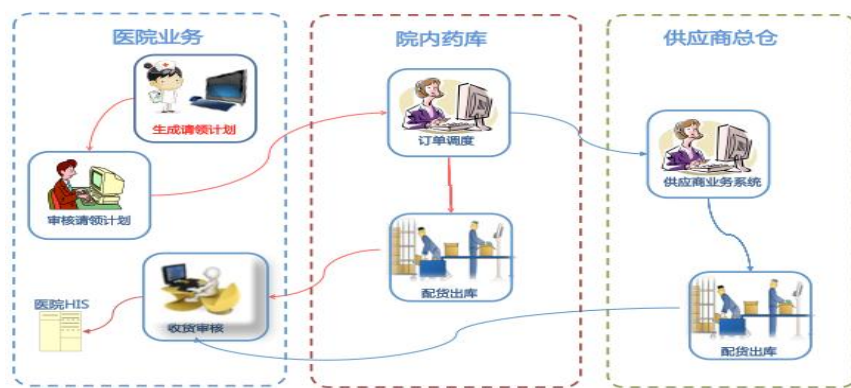 医院业务
院内药库
供应商总仓
生成请领计划
订单调度
审核请领计划
供应商业务系统
配货出库
医院HIS
收货审核
配货出库